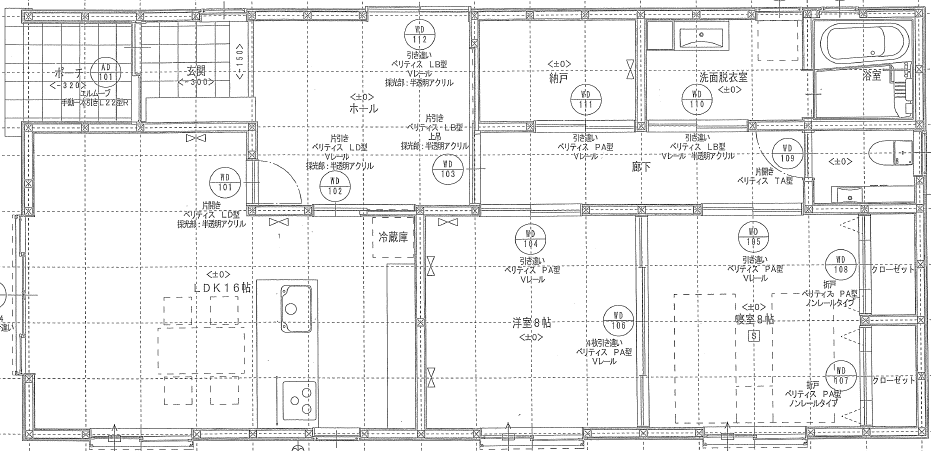 ポーチ
<-320>
AD
101
エルムーブ
手動一本引きL22型R
玄関
<-300>
<-150>
WD
112
引き違い
ベリティス LB型
Vレール
採光部:半透明アクリル
<±0>
ホール
片引き
ベリティス LD型
Vレール
採光部:半透明アクリル
WD
102
片引き
ベリティス LB型
上吊
採光部:半透明アクリル
WD
103
<±0>
納戸
WD
111
引き違い
ベリティス PA型
Vレール
洗面脱衣室
<±0>
WD
110
引き違い
ベリティス LB型
Vレール 半透明アクリル
浴室
廊下
WD
109
片開き
ベリティス TA型
<±0>
WD
101
片開き
ベリティス LD型
採光部:半透明アクリル
冷蔵庫
<±0>
LDK16帖
WD
104
引き違い
ベリティス PA型
Vレール
洋室8帖
<±0>
WD
106
4枚引き違い
ベリティス PA型
Vレール
WD
105
引き違い
ベリティス PA型
Vレール
<±0>
寝室8帖
S
WD
108
折戸
ベリティス PA型
ノンレールタイプ
クローゼット
WD
107
折戸
ベリティス PA型
ノンレールタイプ
クローゼット